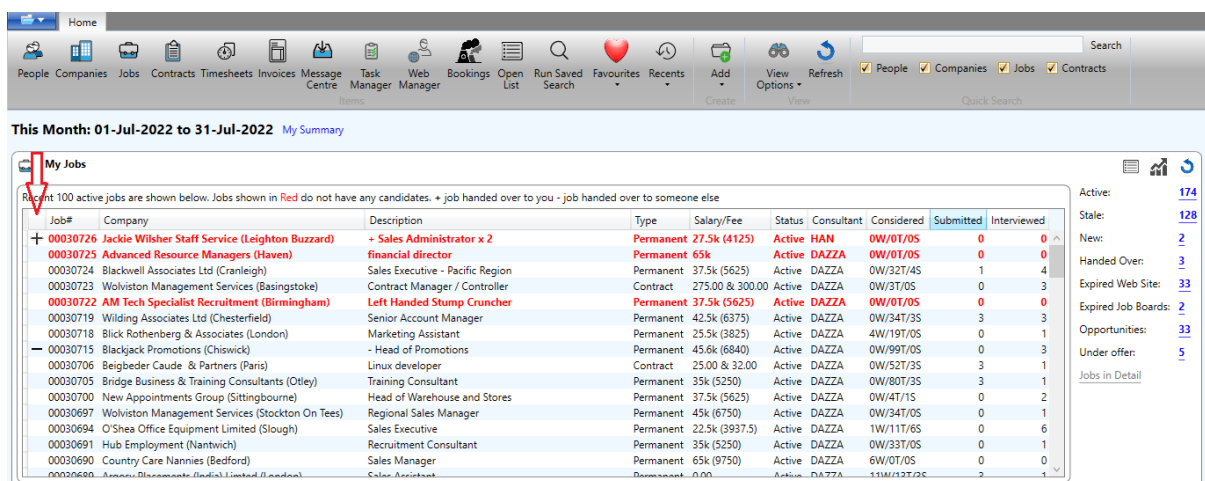 Home
People Companies Jobs Contracts Timesheets Invoices Message Centre Task Manager Web Manager Bookings Open List Run Saved Search Favourites Recents Add View Options Refresh
Search
People Companies Jobs Contracts
Items Create View Quick Search
This Month: 01-Jul-2022 to 31-Jul-2022 My Summary
My Jobs
Recent 100 active jobs are shown below. Jobs shown in Red do not have any candidates. + job handed over to you - job handed over to someone else
Job# Company Description Type Salary/Fee Status Consultant Considered Submitted Interviewed
+ 00030726 Jackie Wilsher Staff Service (Leighton Buzzard) + Sales Administrator x 2 Permanent 27.5k (4125) Active HAN 0W/0T/0S 0 0
00030725 Advanced Resource Managers (Haven) financial director Permanent 65k Active DAZZA 0W/0T/0S 0 0
00030724 Blackwell Associates Ltd (Cranleigh) Sales Executive - Pacific Region Permanent 37.5k (5625) Active DAZZA 0W/32T/4S 1 4
00030723 Wolviston Management Services (Basingstoke) Contract Manager / Controller Contract 275.00 & 300.00 Active DAZZA 0W/3T/0S 0 3
00030722 AM Tech Specialist Recruitment (Birmingham) Left Handed Stump Cruncher Permanent 37.5k (5625) Active DAZZA 0W/0T/0S 0 0
00030719 Wilding Associates Ltd (Chesterfield) Senior Account Manager Permanent 42.5k (6375) Active DAZZA 0W/34T/3S 3 3
00030718 Blick Rothenberg & Associates (London) Marketing Assistant Permanent 25.5k (3825) Active DAZZA 4W/19T/0S 0 1
- 00030715 Blackjack Promotions (Chiswick) - Head of Promotions Permanent 45.6k (6840) Active DAZZA 0W/99T/0S 0 3
00030706 Beigbeder Caude & Partners (Paris) Linux developer Contract 25.00 & 32.00 Active DAZZA 0W/52T/3S 3 1
00030705 Bridge Business & Training Consultants (Otley) Training Consultant Permanent 35k (5250) Active DAZZA 0W/80T/3S 3 1
00030700 New Appointments Group (Sittingbourne) Head of Warehouse and Stores Permanent 37.5k (5625) Active DAZZA 0W/4T/1S 0 2
00030697 Wolviston Management Services (Stockton On Tees) Regional Sales Manager Permanent 45k (6750) Active DAZZA 0W/34T/0S 0 1
00030694 O'Shea Office Equipment Limited (Slough) Sales Executive Permanent 22.5k (3937.5) Active DAZZA 1W/11T/6S 0 6
00030691 Hub Employment (Nantwich) Recruitment Consultant Permanent 35k (5250) Active DAZZA 0W/33T/0S 0 1
00030690 Country Care Nannies (Bedford) Sales Manager Permanent 65k (9750) Active DAZZA 6W/0T/0S 0 0
00030689 Argosy Placements (India) Limited (London) Sales Assistant Permanent 0.00 Active DAZZA 11W/13T/3S 3 1
Active: 174
Stale: 128
New: 2
Handed Over: 3
Expired Web Site: 33
Expired Job Boards: 2
Opportunities: 33
Under offer: 5
Jobs in Detail